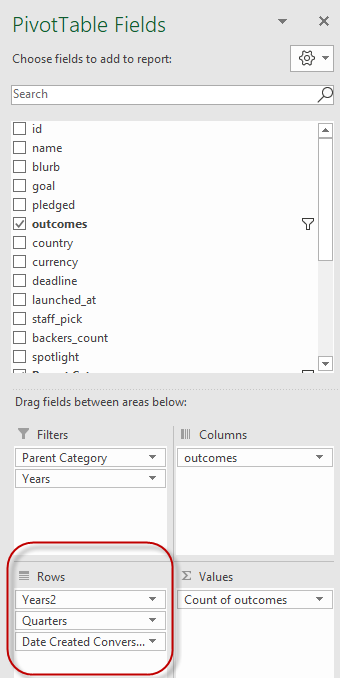 PivotTable Fields
Choose fields to add to report:
Search
id
name
blurb
goal
pledged
outcomes
country
currency
deadline
launched_at
staff_pick
backers_count
spotlight
Drag fields between areas below:
Filters
Parent Category
Years
Columns
outcomes
Rows
Years2
Quarters
Date Created Convers...
Values
Count of outcomes